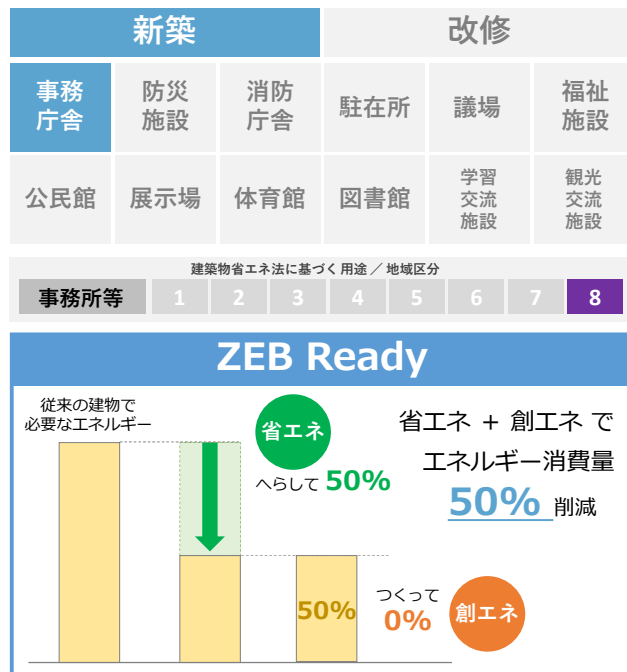 新築
改修
事務
庁舎
防災
施設
消防
庁舎
駐在所
議場
福祉
施設
公民館
展示場
体育館
図書館
学習
交流
施設
観光
交流
施設
建築物省エネ法に基づく用途 ／ 地域区分
事務所等 1 2 3 4 5 6 7 8
ZEB Ready
従来の建物で
必要なエネルギー
省エネ
へらして 50%
省エネ + 創エネ で
エネルギー消費量
50% 削減
50%
つくって
0%
創エネ